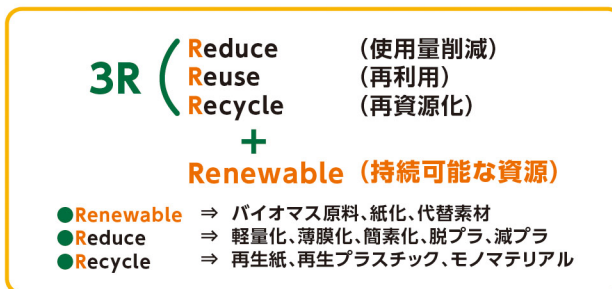 3R
Reduce (使用量削減)
Reuse (再利用)
Recycle (再資源化)
+
Renewable (持続可能な資源)
●Renewable ⇒ バイオマス原料、紙化、代替素材
●Reduce ⇒ 軽量化、薄膜化、簡素化、脱プラ、減プラ
●Recycle ⇒ 再生紙、再生プラスチック、モノマテリアル